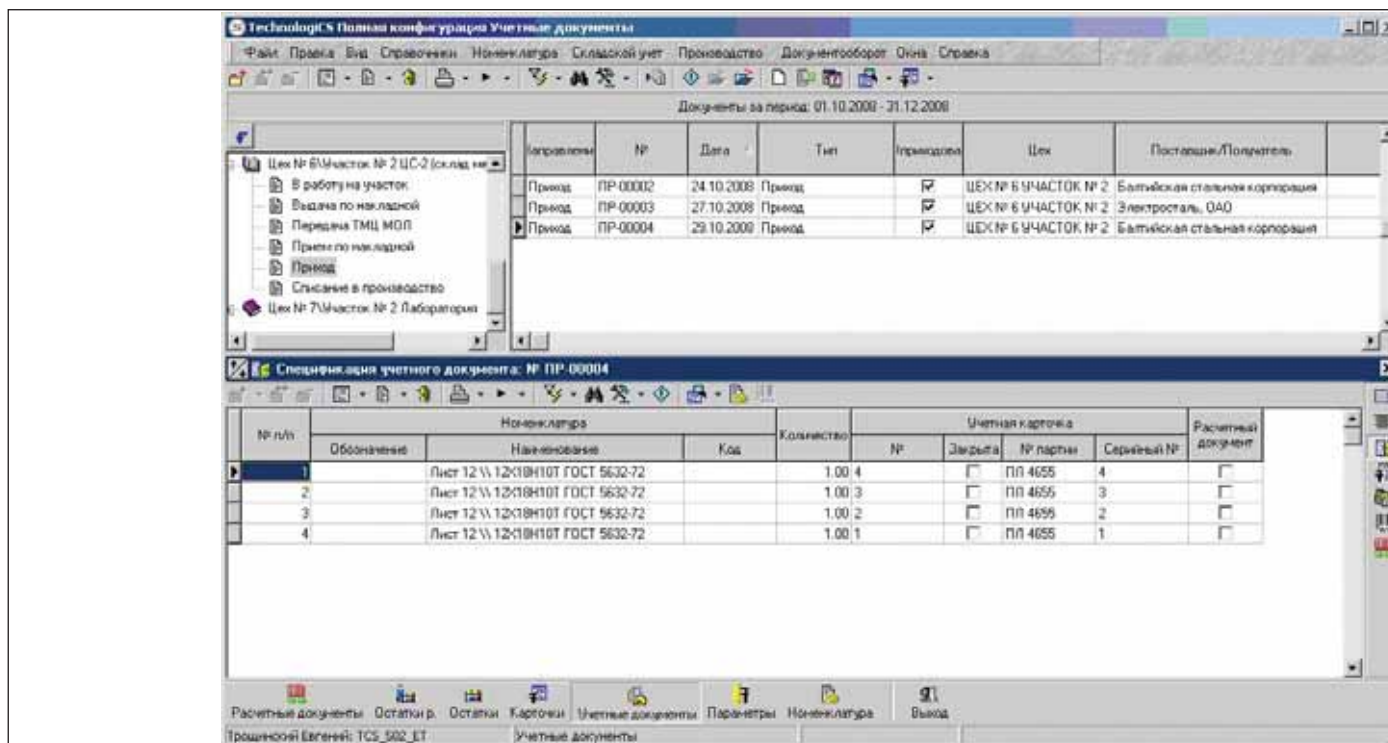 TechnologiCS Полная конфигурация Учетные документы
Файл Правка Вид Справочники Номенклатура Складской учет Производство Документооборот Окна Справка
Документы за период: 01.10.2008 - 31.12.2008
Цех № 6\Участок № 2 ЦС-2 (склад
В работу на участок
Выдача по накладной
Передача ТМЦ МОЛ
Прием по накладной
Приход
Списание в производство
Цех № 7\Участок № 2 Лаборатория
№ Дата Тип Цех Поставщик/Получатель
Приход ПР-00002 24.10.2008 Приход ЦЕХ № 6 УЧАСТОК № 2 Балтийская стальная корпорация
Приход ПР-00003 27.10.2008 Приход ЦЕХ № 6 УЧАСТОК № 2 Электросталь, ОАО
Приход ПР-00004 29.10.2008 Приход ЦЕХ № 6 УЧАСТОК № 2 Балтийская стальная корпорация
Спецификация учетного документа: № ПР-00004
№ п/п Номенклатура Количество Учетная карточка Расчетный документ
Обозначение Наименование Код № Закрыта № партии Серийный №
1 Лист 12 \\ 12Х18Н10Т ГОСТ 5632-72 1.00 4 ПЛ 4655 4
2 Лист 12 \\ 12Х18Н10Т ГОСТ 5632-72 1.00 3 ПЛ 4655 3
3 Лист 12 \\ 12Х18Н10Т ГОСТ 5632-72 1.00 2 ПЛ 4655 2
4 Лист 12 \\ 12Х18Н10Т ГОСТ 5632-72 1.00 1 ПЛ 4655 1
Расчетные документы Остатки р. Остатки Карточки Учетные документы Параметры Номенклатура Выход
Трошинский Евгений: TCS_502_ET Учетные документы